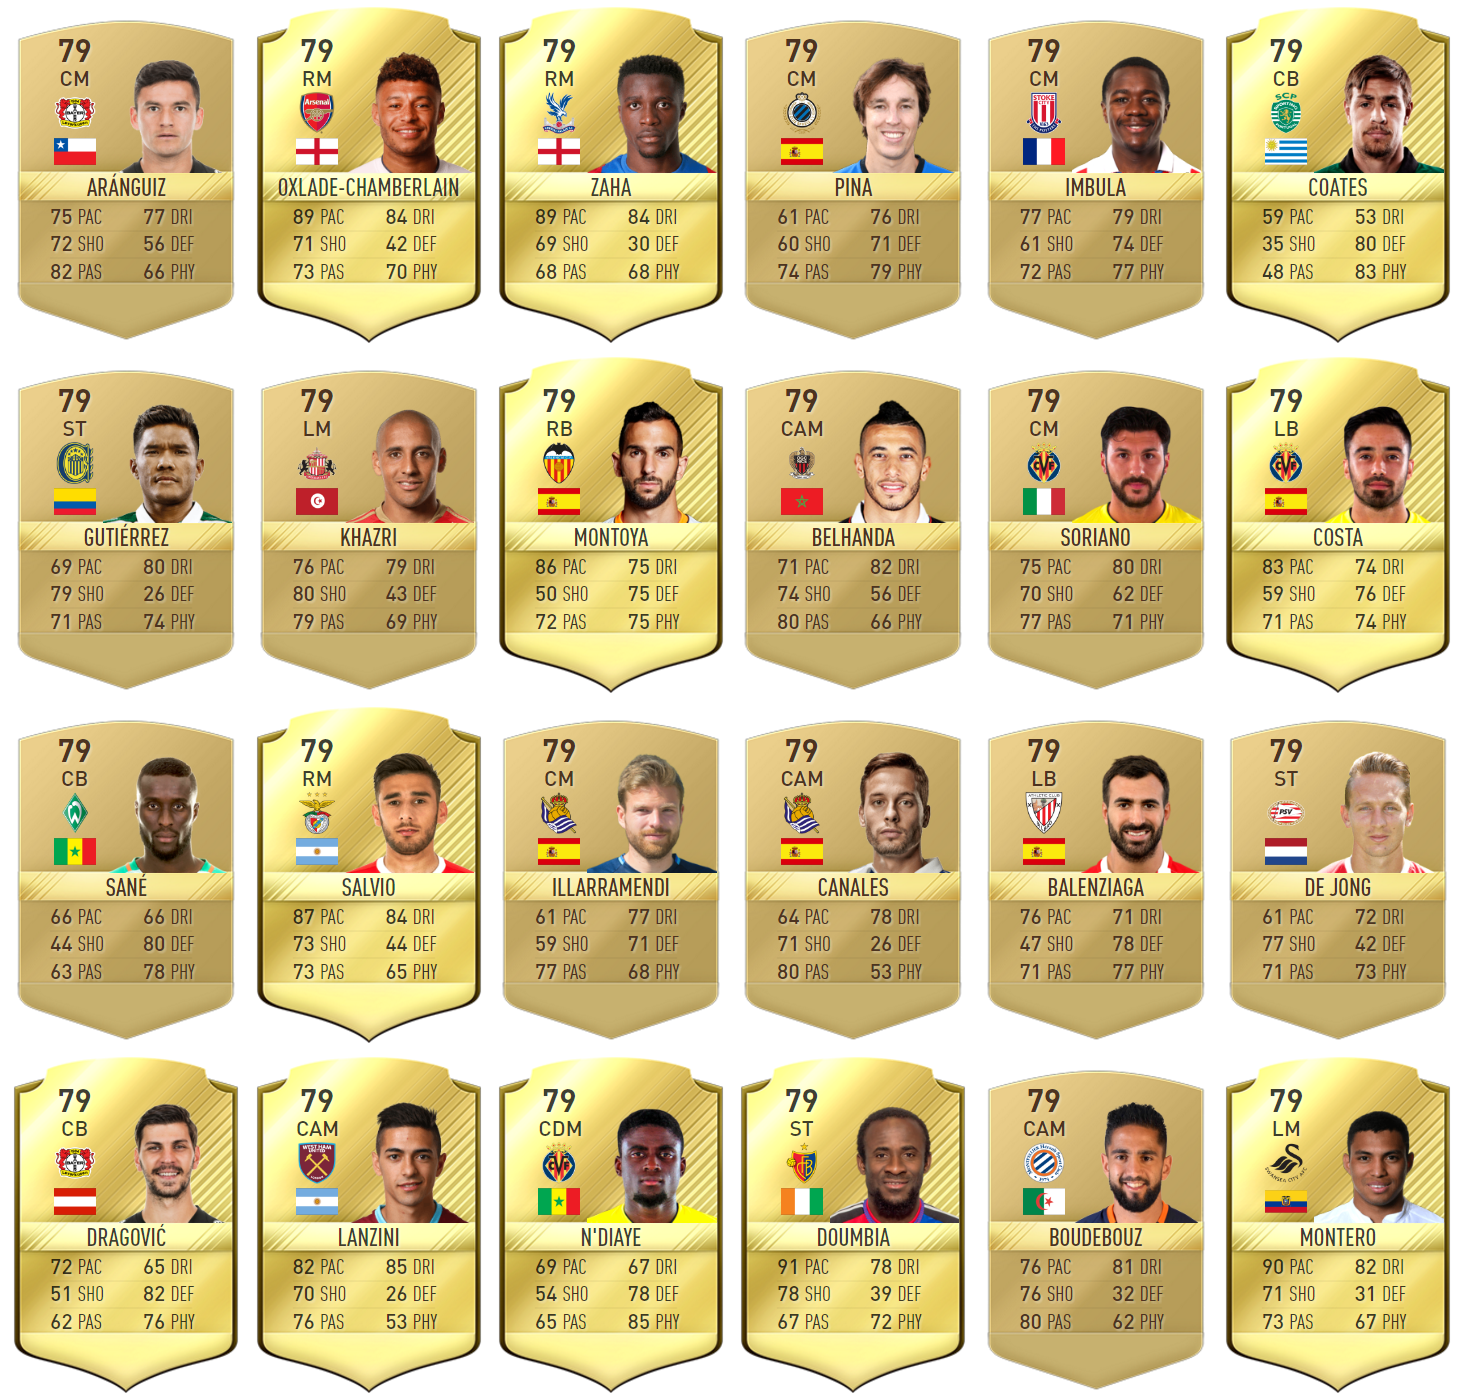 79
CM
ARÁNGUIZ
75 PAC 77 DRI
72 SHO 56 DEF
82 PAS 66 PHY
79
RM
Arsenal
OXLADE-CHAMBERLAIN
89 PAC 84 DRI
71 SHO 42 DEF
73 PAS 70 PHY
79
RM
ZAHA
89 PAC 84 DRI
69 SHO 30 DEF
68 PAS 68 PHY
79
CM
PINA
61 PAC 76 DRI
60 SHO 71 DEF
74 PAS 79 PHY
79
CM
STOKE
CITY
IMBULA
77 PAC 79 DRI
61 SHO 74 DEF
72 PAS 77 PHY
79
CB
SCP
COATES
59 PAC 53 DRI
35 SHO 80 DEF
48 PAS 83 PHY
79
ST
GUTIÉRREZ
69 PAC 80 DRI
79 SHO 26 DEF
71 PAS 74 PHY
79
LM
KHAZRI
76 PAC 79 DRI
80 SHO 43 DEF
79 PAS 69 PHY
79
RB
MONTOYA
86 PAC 75 DRI
50 SHO 75 DEF
72 PAS 75 PHY
79
CAM
BELHANDA
71 PAC 82 DRI
74 SHO 56 DEF
80 PAS 66 PHY
79
CM
CVF
SORIANO
75 PAC 80 DRI
70 SHO 62 DEF
77 PAS 71 PHY
79
LB
CVF
COSTA
83 PAC 74 DRI
59 SHO 76 DEF
71 PAS 74 PHY
79
CB
W
SANÉ
66 PAC 66 DRI
44 SHO 80 DEF
63 PAS 78 PHY
79
RM
SALVIO
87 PAC 84 DRI
73 SHO 44 DEF
73 PAS 65 PHY
79
CM
ILLARRAMENDI
61 PAC 77 DRI
59 SHO 71 DEF
77 PAS 68 PHY
79
CAM
CANALES
64 PAC 78 DRI
71 SHO 26 DEF
80 PAS 53 PHY
79
LB
ATHLETIC CLUB
BALENZIAGA
76 PAC 71 DRI
47 SHO 78 DEF
71 PAS 77 PHY
79
ST
PSV
DE JONG
61 PAC 72 DRI
77 SHO 42 DEF
71 PAS 73 PHY
79
CB
DRAGOVIĆ
72 PAC 65 DRI
51 SHO 82 DEF
62 PAS 76 PHY
79
CAM
WEST HAM
UNITED
LANZINI
82 PAC 85 DRI
70 SHO 26 DEF
76 PAS 53 PHY
79
CDM
CVF
N'DIAYE
69 PAC 67 DRI
54 SHO 78 DEF
65 PAS 85 PHY
79
ST
FCB
DOUMBIA
91 PAC 78 DRI
78 SHO 39 DEF
67 PAS 72 PHY
79
CAM
BOUDEBOUZ
76 PAC 81 DRI
76 SHO 32 DEF
80 PAS 62 PHY
79
LM
SWANSEA CITY AFC
MONTERO
90 PAC 82 DRI
71 SHO 31 DEF
73 PAS 67 PHY